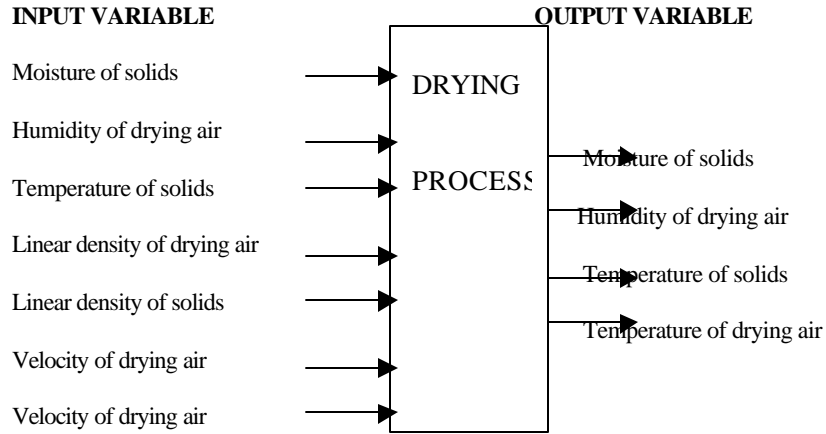 INPUT VARIABLE
OUTPUT VARIABLE
Moisture of solids
Humidity of drying air
Temperature of solids
Linear density of drying air
Linear density of solids
Velocity of drying air
Velocity of drying air
DRYING
PROCESS
Moisture of solids
Humidity of drying air
Temperature of solids
Temperature of drying air